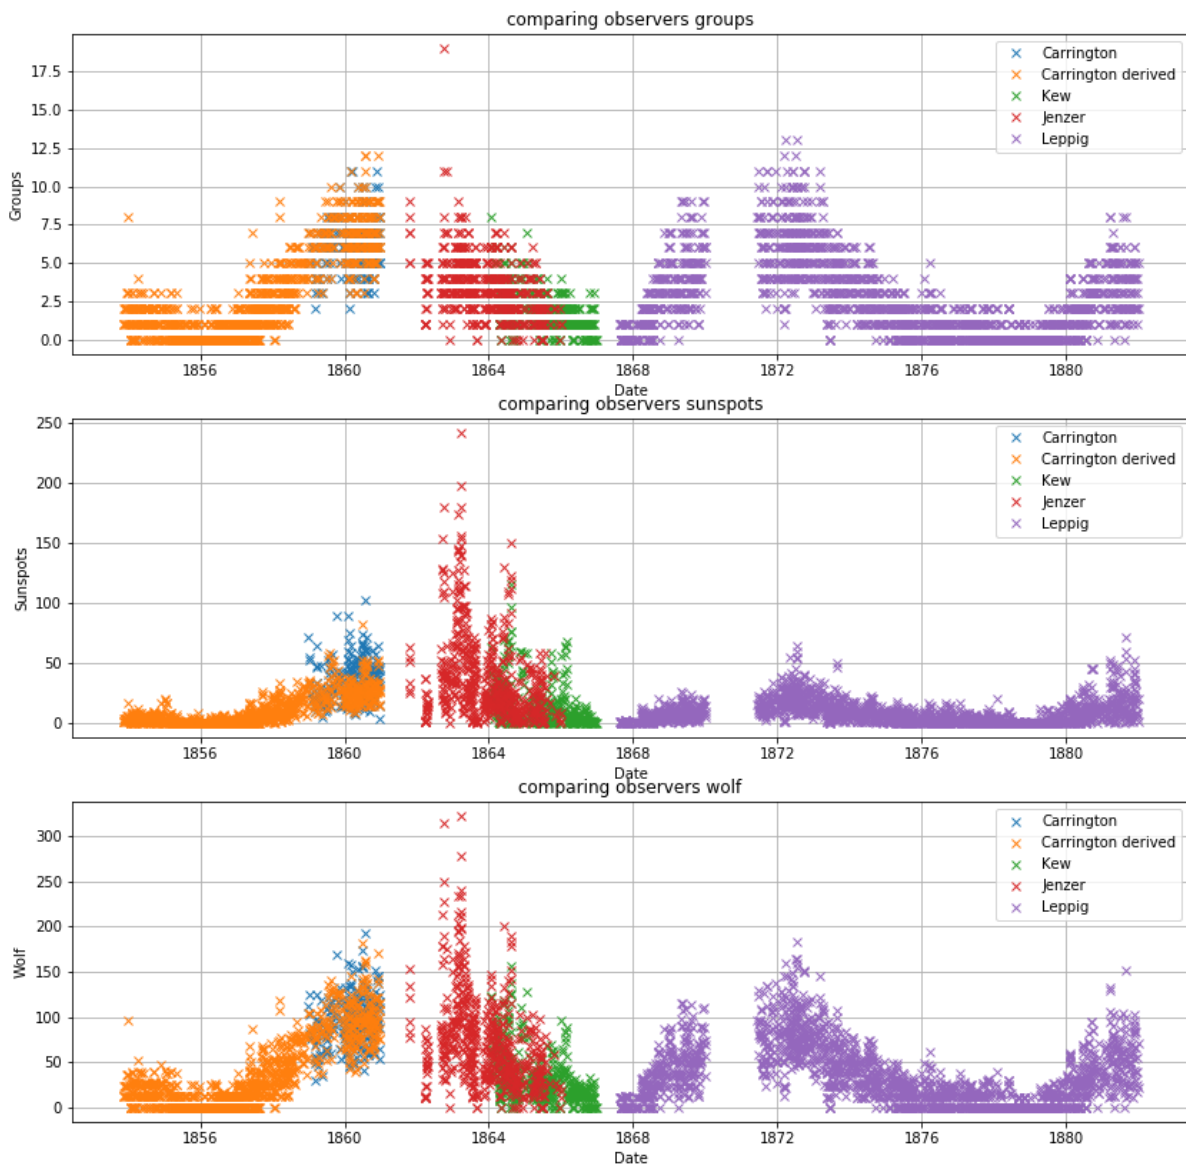 comparing observers groups
17.5
15.0
12.5
10.0
7.5
5.0
2.5
0.0
Groups
Carrington
Carrington derived
Kew
Jenzer
Leppig
1856 1860 1864 1868 1872 1876 1880
Date
comparing observers sunspots
250
200
150
100
50
0
Sunspots
Carrington
Carrington derived
Kew
Jenzer
Leppig
1856 1860 1864 1868 1872 1876 1880
Date
comparing observers wolf
300
250
200
150
100
50
0
Wolf
Carrington
Carrington derived
Kew
Jenzer
Leppig
1856 1860 1864 1868 1872 1876 1880
Date